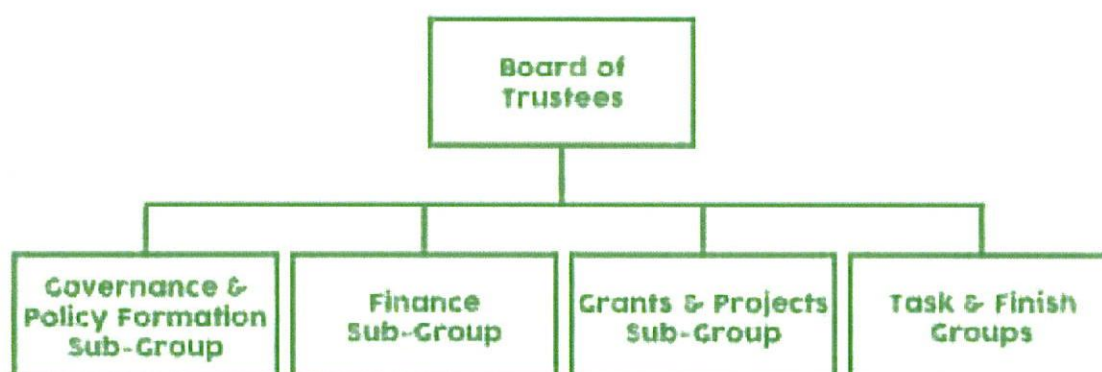 Board of
Trustees
Governance &
Policy Formation
Sub-Group
Finance
Sub-Group
Grants & Projects
Sub-Group
Task & Finish
Groups